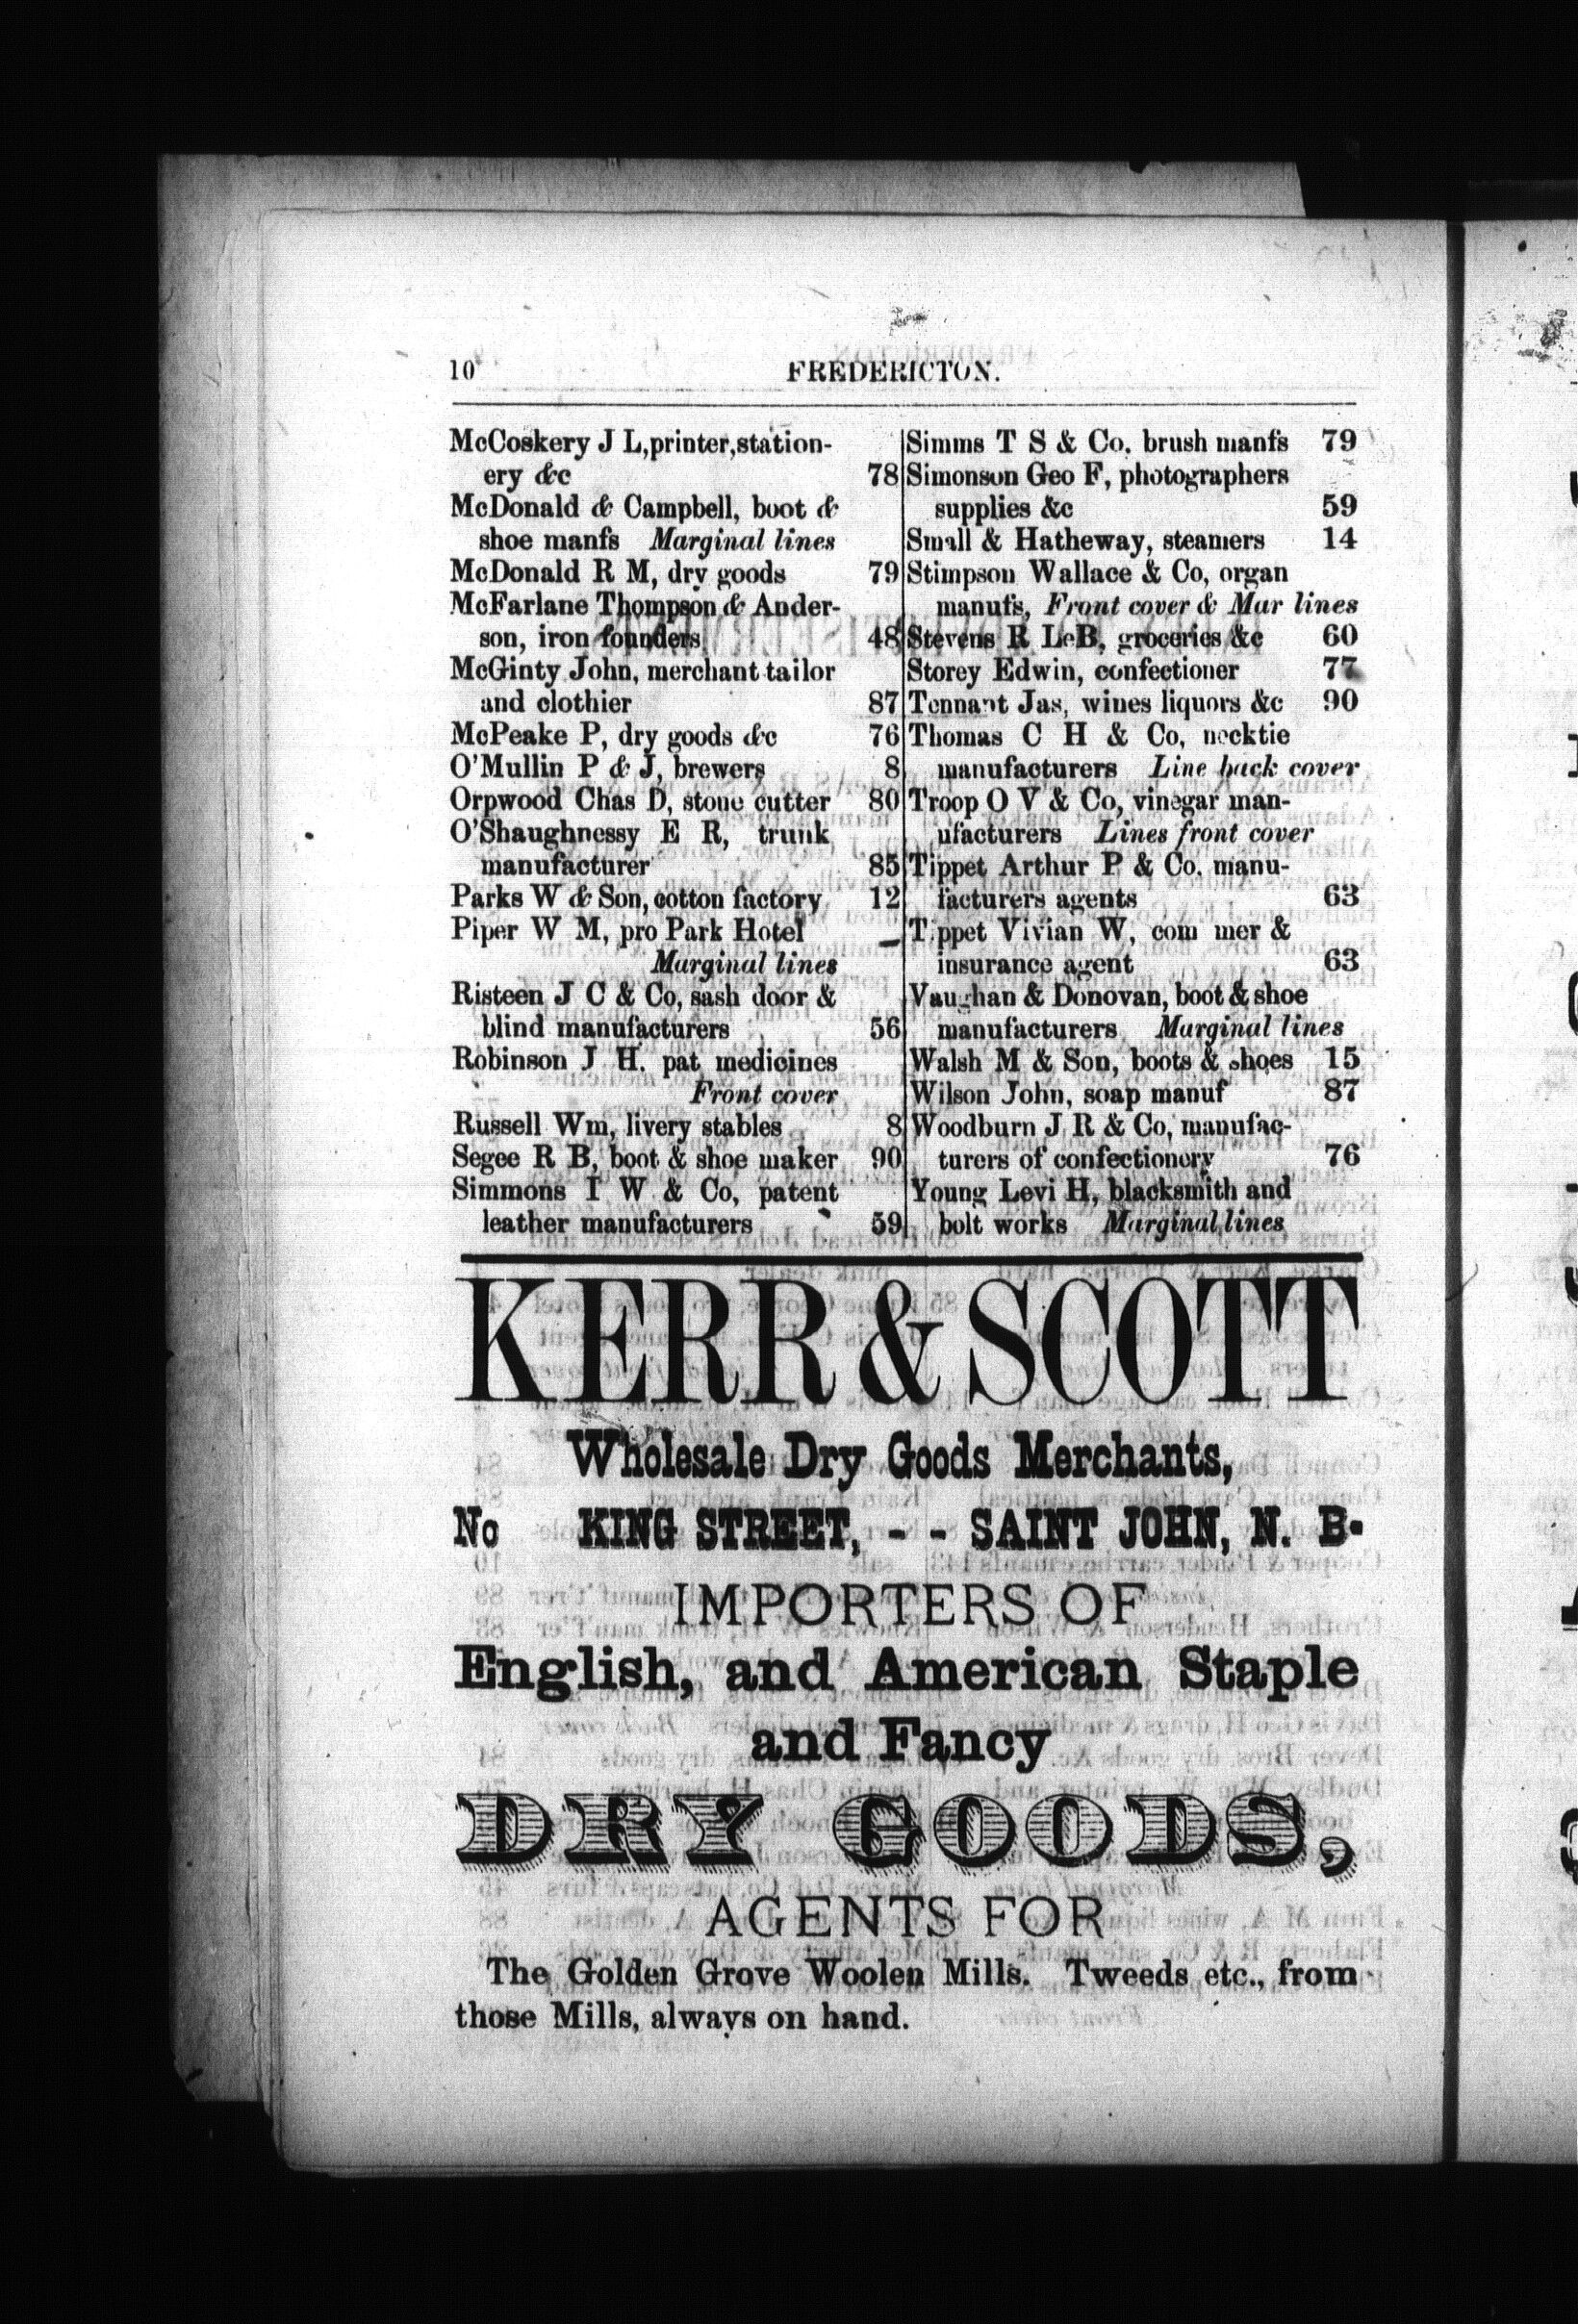 10
FREDERICTON.
McCoskery J L,printer,station-
ery &c 78
McDonald & Campbell, boot &
shoe manfs Marginal lines
McDonald R M, dry goods 79
McFarlane Thompson & Ander-
son, iron founders 48
McGinty John, merchant tailor
and clothier 87
McPeake P, dry goods &c 76
O'Mullin P & J, brewers 8
Orpwood Chas D, stone cutter 80
O'Shaughnessy E R, trunk
manufacturer 85
Parks W & Son, cotton factory 12
Piper W M, pro Park Hotel
Marginal lines
Risteen J C & Co, sash door &
blind manufacturers 56
Robinson J H. pat medicines
Front cover
Russell Wm, livery stables 8
Segee R B, boot & shoe maker 90
Simmons I W & Co, patent
leather manufacturers 59
Simms T S & Co. brush manfs 79
Simonson Geo F, photographers
supplies &c 59
Small & Hatheway, steamers 14
Stimpson Wallace & Co, organ
manufs, Front cover & Mar lines
Stevens R LeB, groceries &c 60
Storey Edwin, confectioner 77
Tennant Jas, wines liquors &c 90
Thomas C H & Co, necktie
manufacturers Line back cover
Troop O V & Co, vinegar man-
ufacturers Lines front cover
Tippet Arthur P & Co. manu-
facturers agents 63
Tippet Vivian W, com mer &
insurance agent 63
Vaughan & Donovan, boot & shoe
manufacturers Marginal lines
Walsh M & Son, boots & shoes 15
Wilson John, soap manuf 87
Woodburn J R & Co, manufac-
turers of confectionery 76
Young Levi H, blacksmith and
bolt works Marginal lines
KERR & SCOTT
Wholesale Dry Goods Merchants,
No KING STREET, - - SAINT JOHN, N. B.
IMPORTERS OF
English, and American Staple
and Fancy
DRY GOODS,
AGENTS FOR
The Golden Grove Woolen Mills. Tweeds etc., from
those Mills, always on hand.